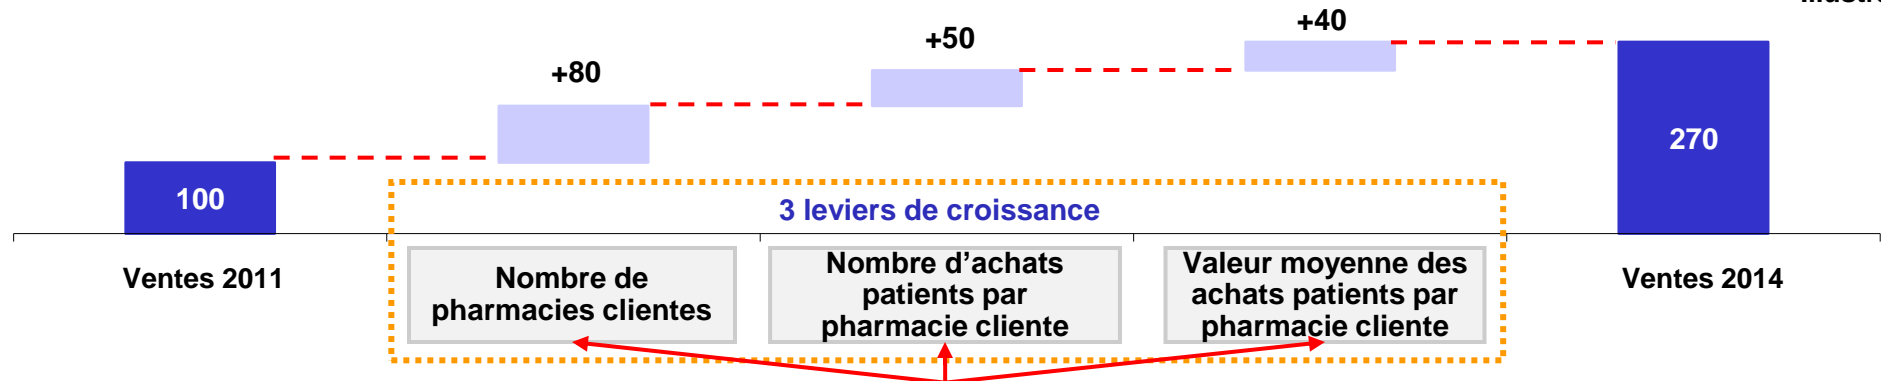 +80
+50
+40
100
270
3 leviers de croissance
Ventes 2011
Nombre de
pharmacies clientes
Nombre d’achats
patients par
pharmacie cliente
Valeur moyenne des
achats patients par
pharmacie cliente
Ventes 2014